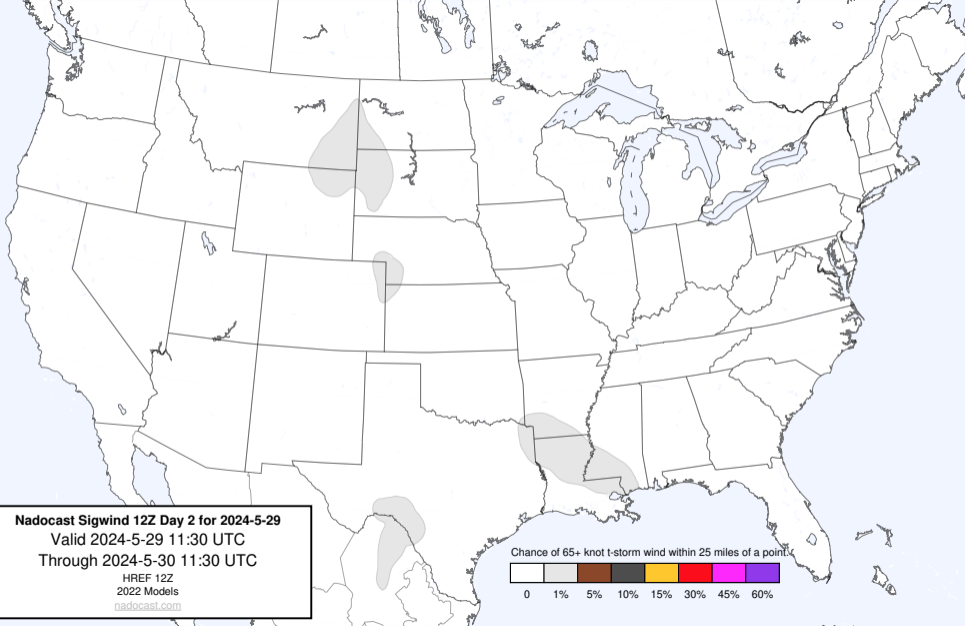 Nadocast Sigwind 12Z Day 2 for 2024-5-29
Valid 2024-5-29 11:30 UTC
Through 2024-5-30 11:30 UTC
HREF 12Z
2022 Models
nadocast.com
Chance of 65+ knot t-storm wind within 25 miles of a point.
0 1% 5% 10% 15% 30% 45% 60%